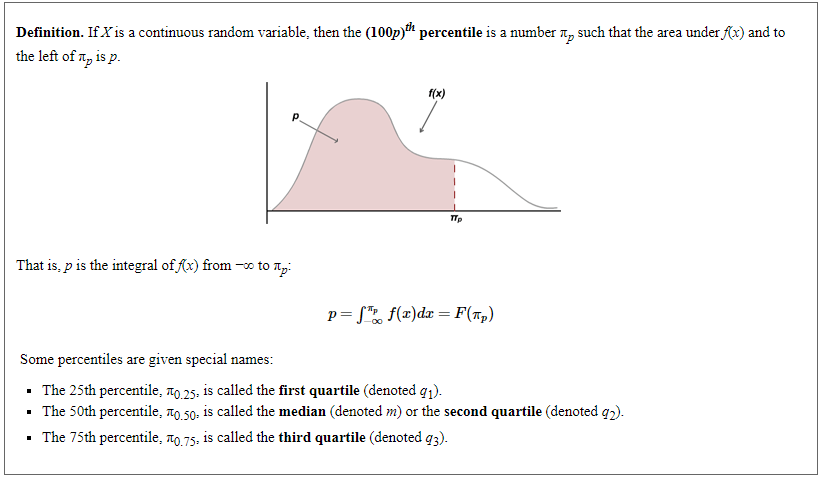 Definition. If X is a continuous random variable, then the (100p)th percentile is a number πp such that the area under f(x) and to
the left of πp is p.
f(x)
p
πp
That is, p is the integral of f(x) from −∞ to πp:
p = ∫_{−∞}^{πp} f(x)dx = F(πp)
Some percentiles are given special names:
▪ The 25th percentile, π0.25, is called the first quartile (denoted q1).
▪ The 50th percentile, π0.50, is called the median (denoted m) or the second quartile (denoted q2).
▪ The 75th percentile, π0.75, is called the third quartile (denoted q3).